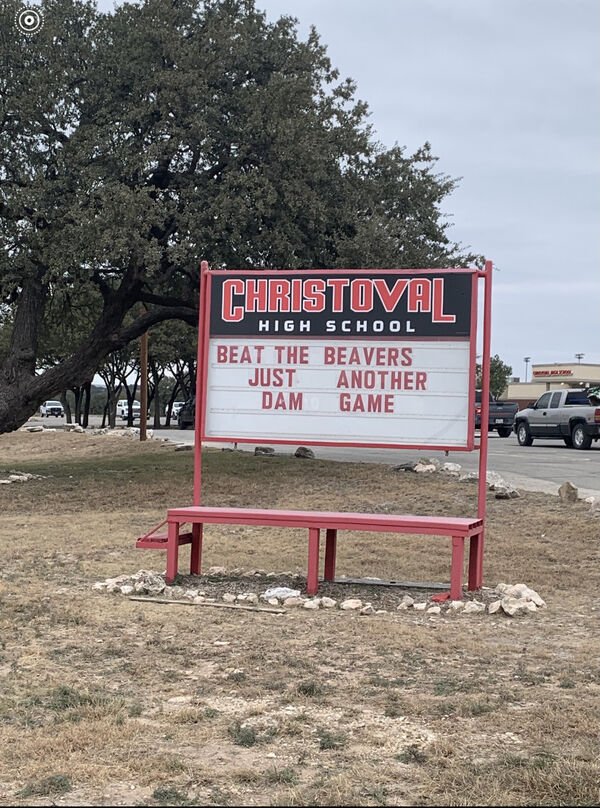 CHRISTOVAL
HIGH SCHOOL
BEAT THE BEAVERS
JUST ANOTHER
DAM GAME